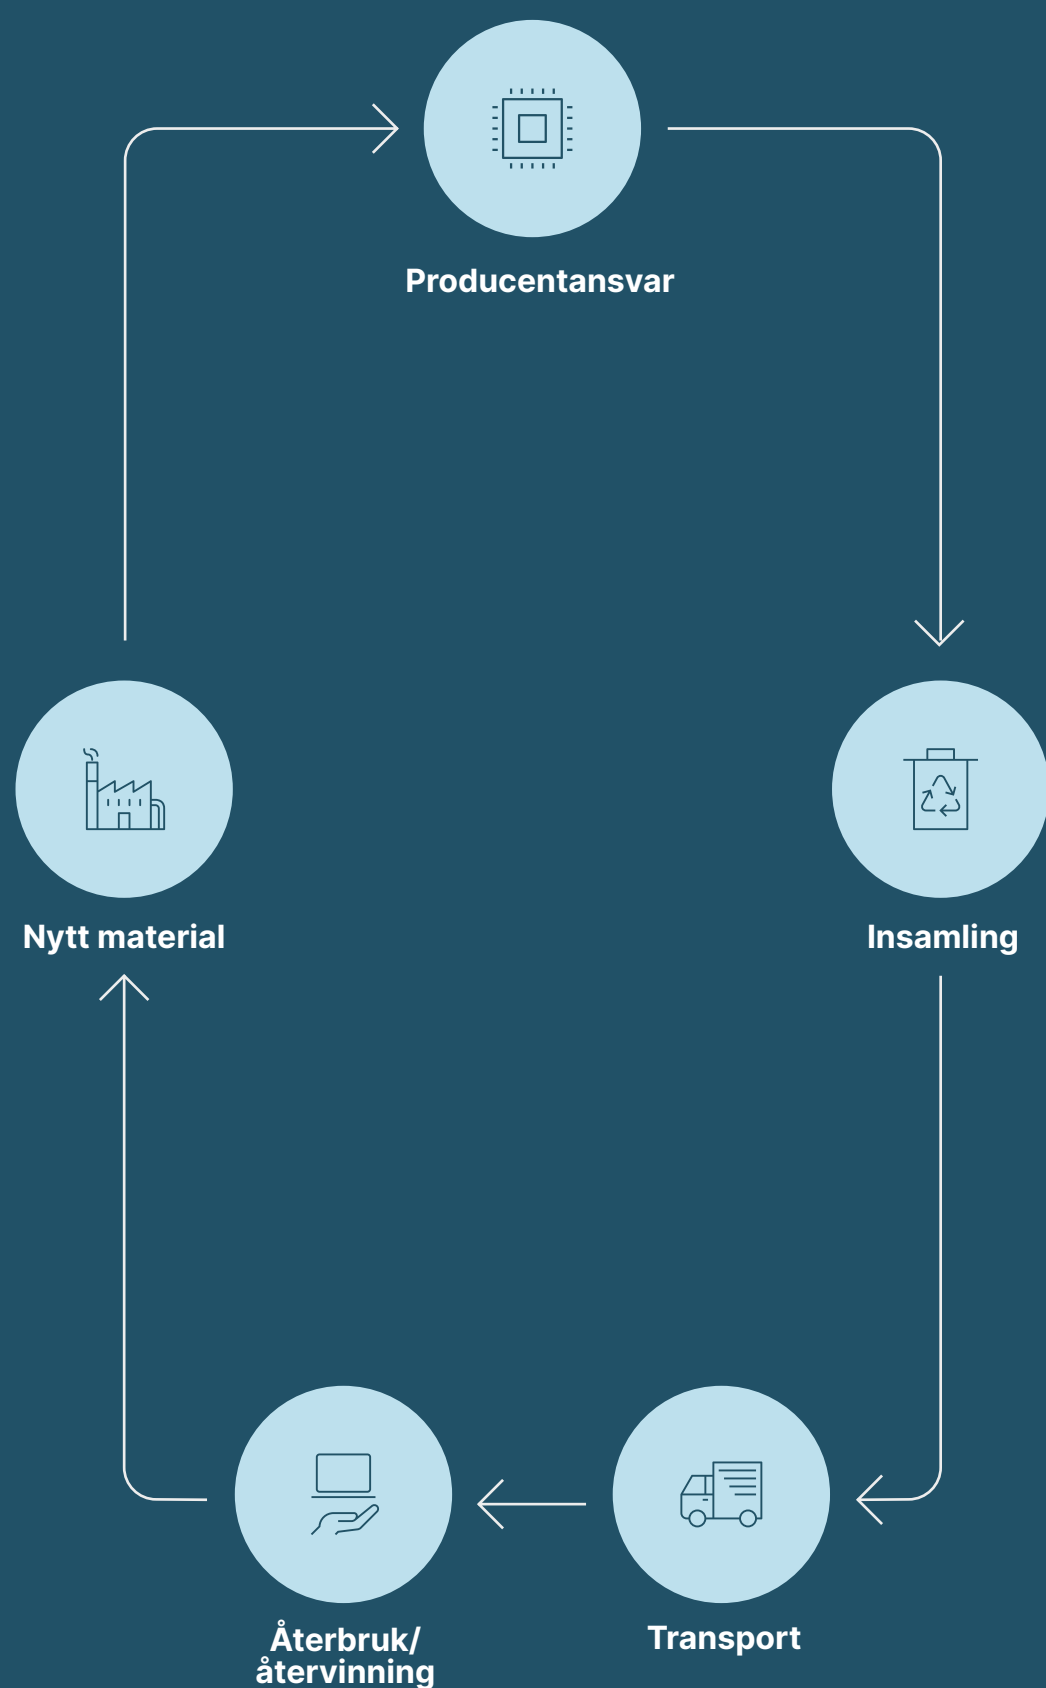 Producentansvar
Nytt material
Insamling
Återbruk/
återvinning
Transport